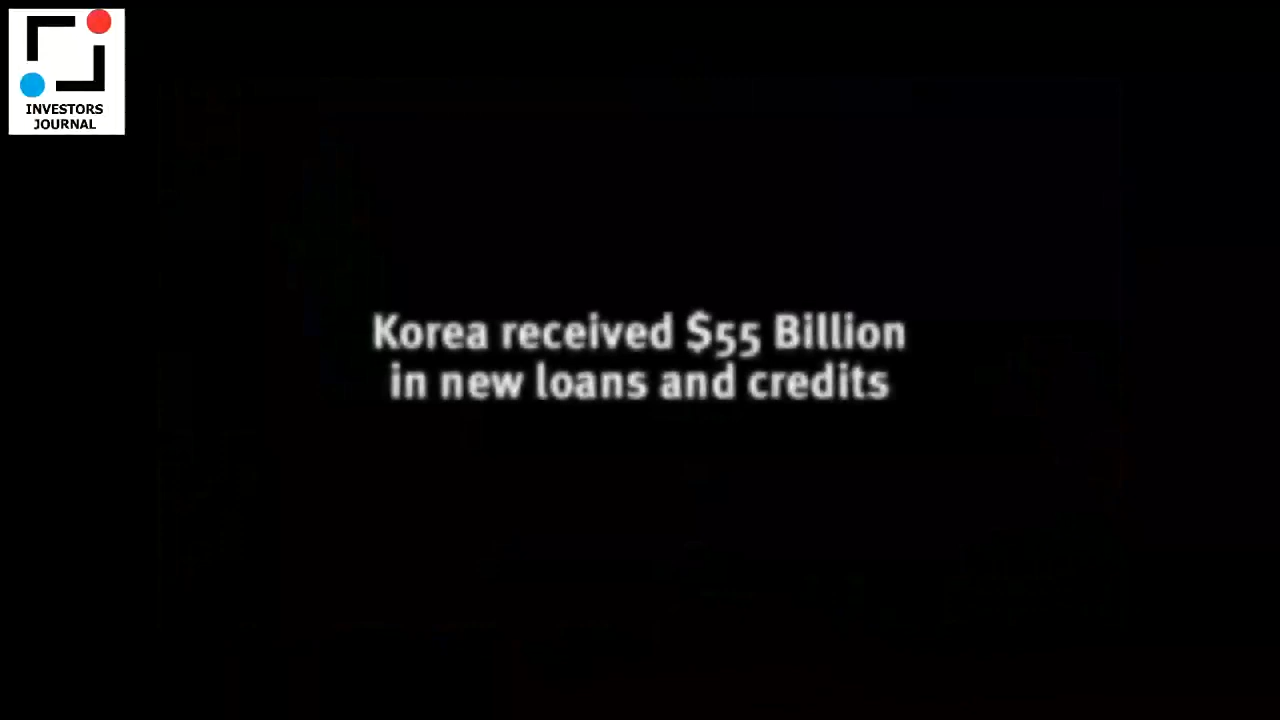 INVESTORS
JOURNAL
Korea received $55 Billion
in new loans and credits